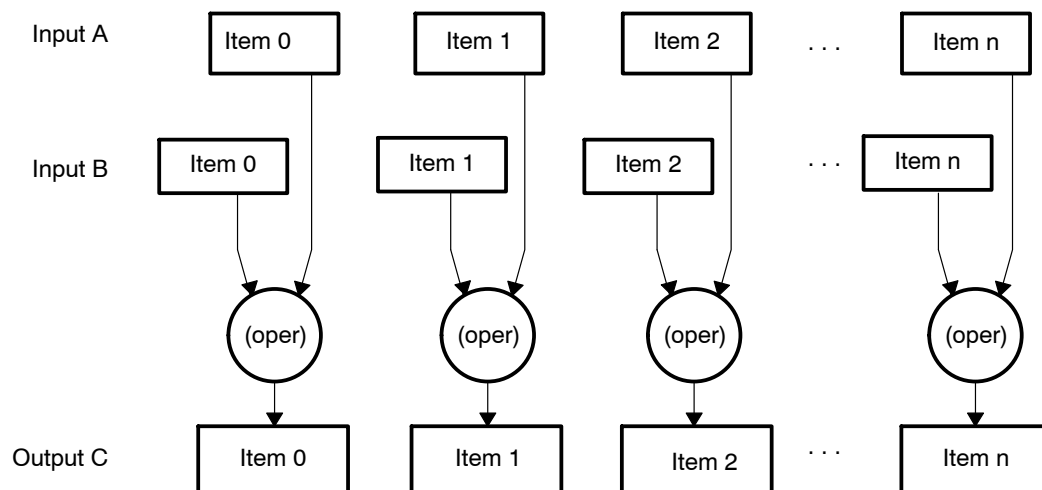 Input A Item 0 Item 1 Item 2 . . . Item n
Input B Item 0 Item 1 Item 2 . . . Item n
(oper) (oper) (oper) (oper)
Output C Item 0 Item 1 Item 2 . . . Item n